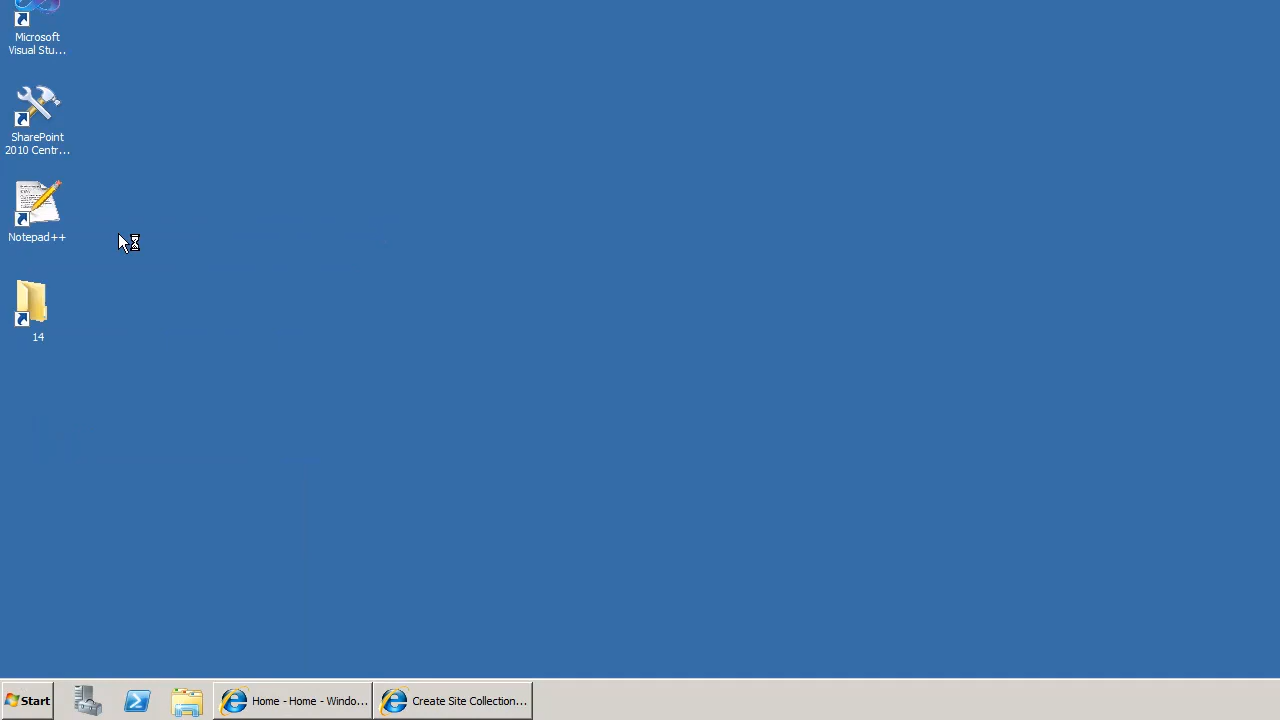 Microsoft
Visual Stu...
SharePoint
2010 Centr...
Notepad++
14
Start
Home - Home - Windo...
Create Site Collection...